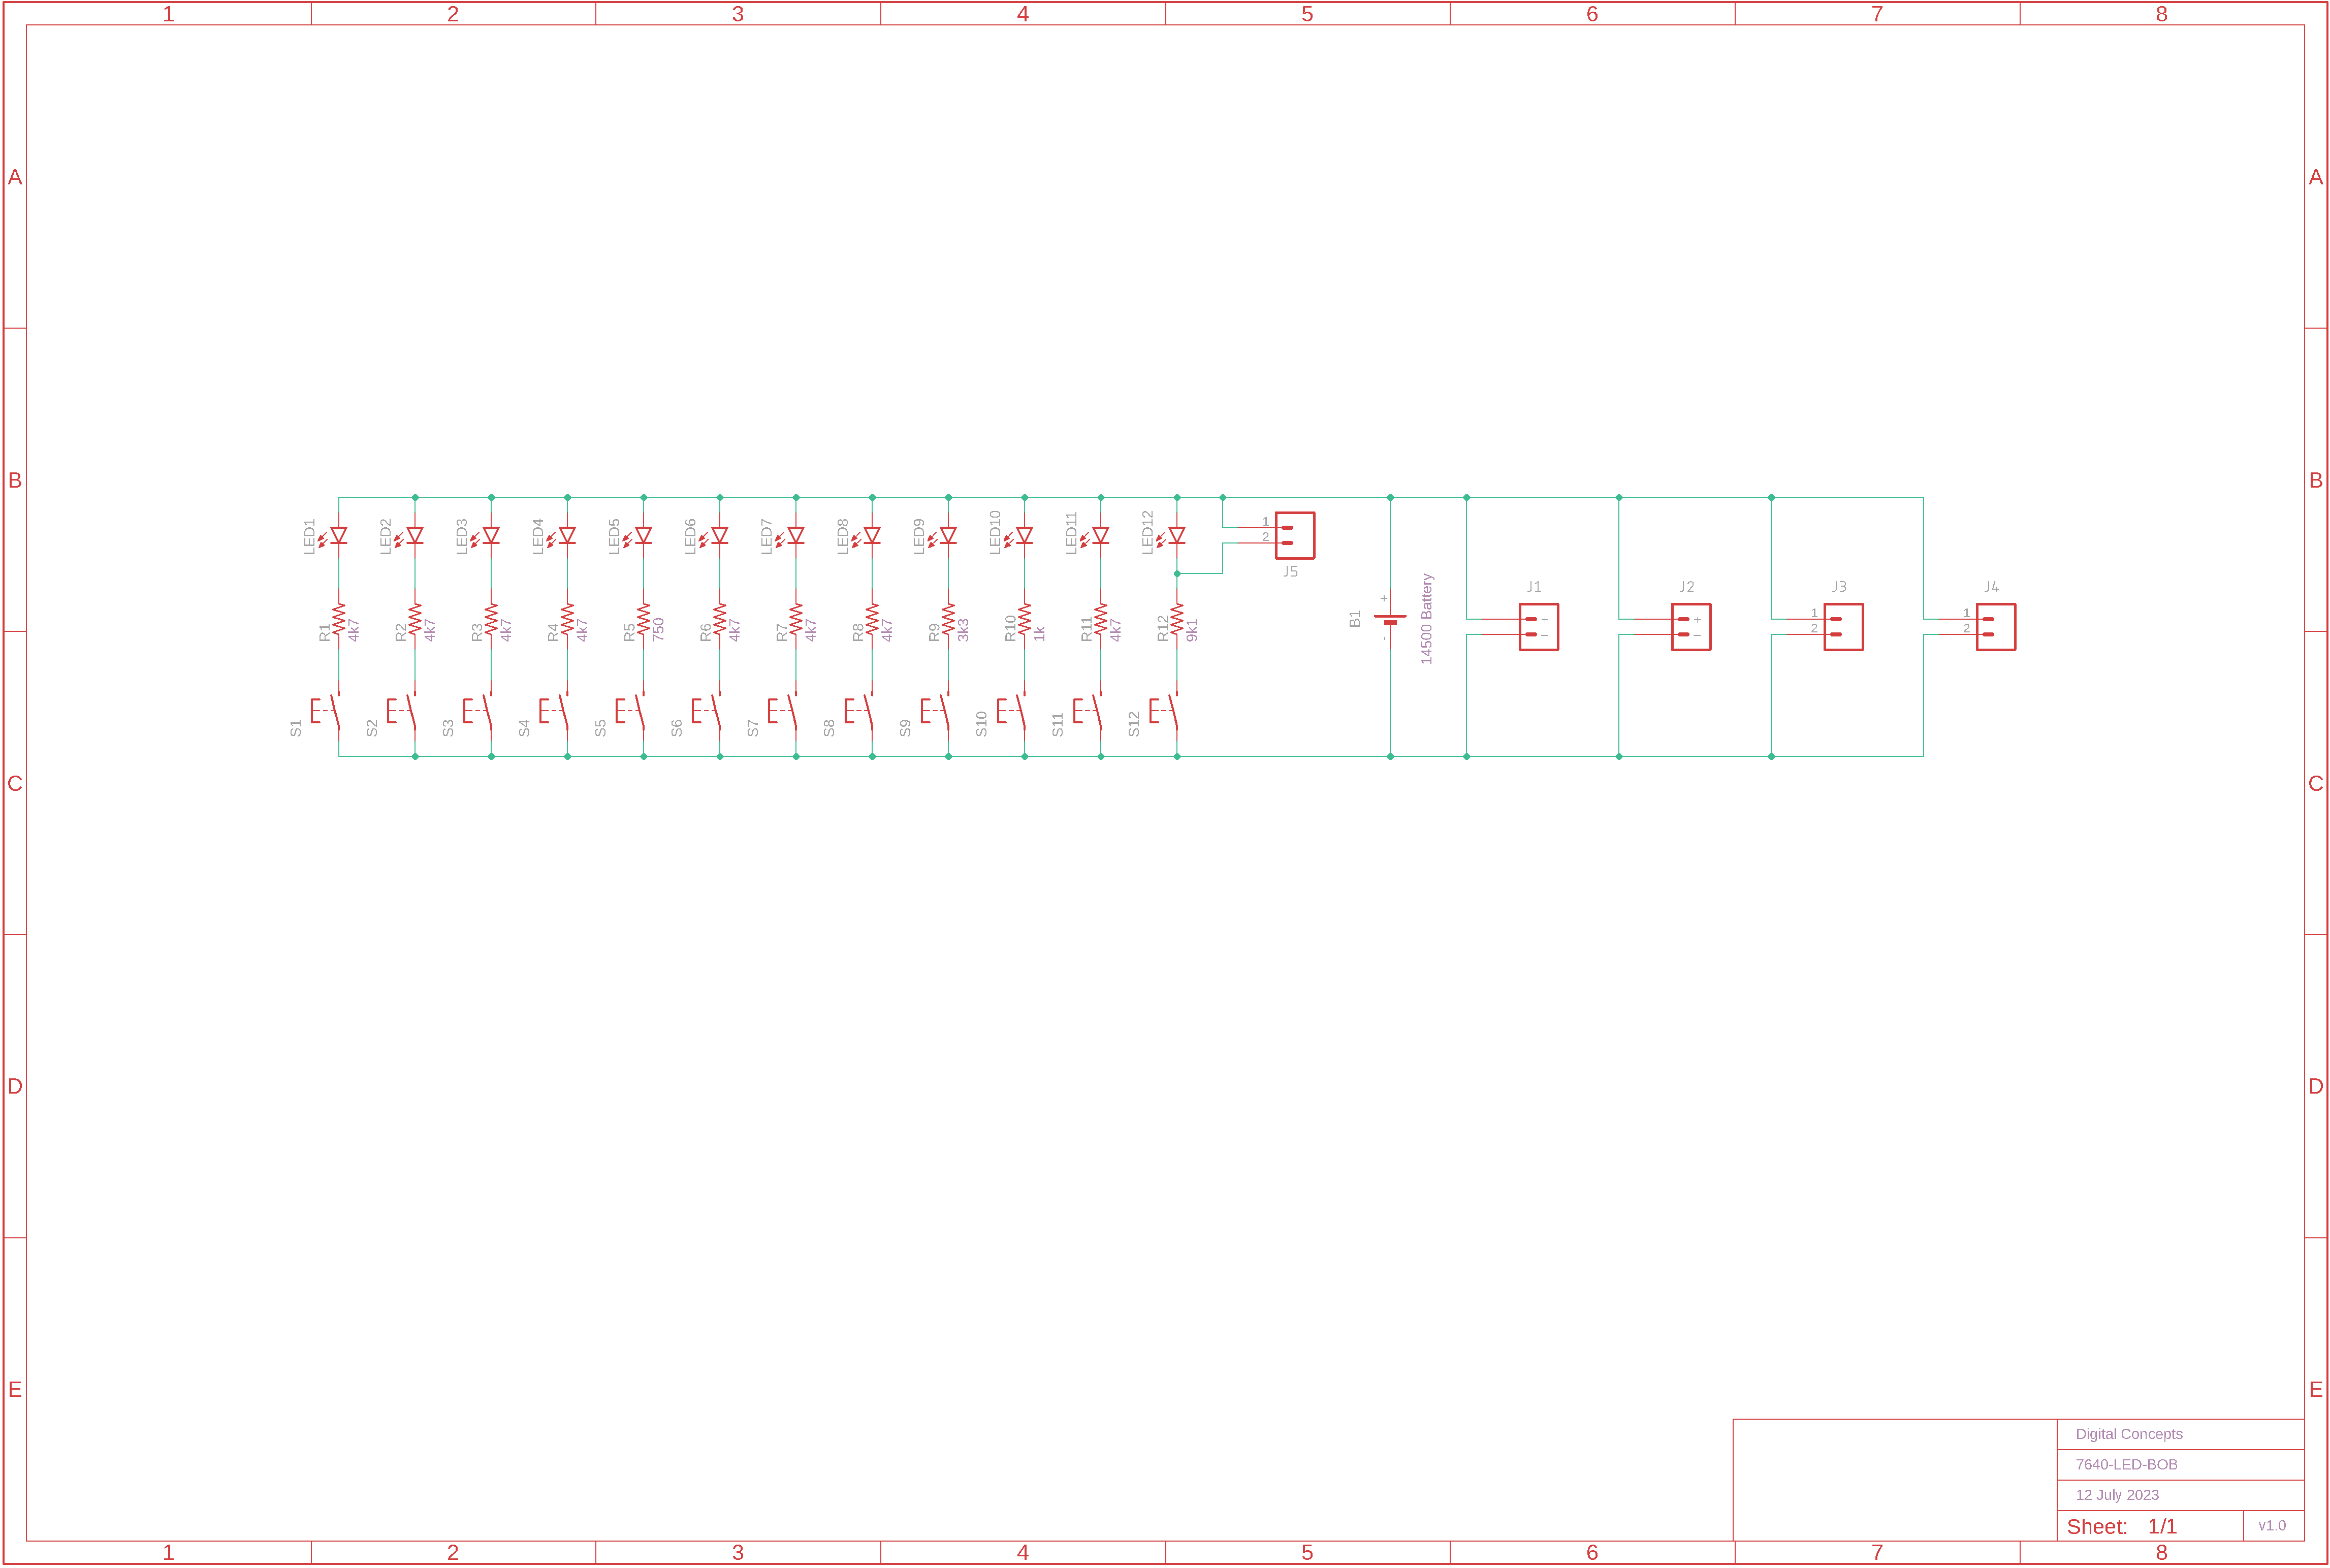 1 2 3 4 5 6 7 8
A A
B B
C C
D D
E E
LED1 LED2 LED3 LED4 LED5 LED6 LED7 LED8 LED9 LED10 LED11 LED12
1
2
J5
R1 4k7 R2 4k7 R3 4k7 R4 4k7 R5 750 R6 4k7 R7 4k7 R8 4k7 R9 3k3 R10 1k R11 4k7 R12 9k1
S1 S2 S3 S4 S5 S6 S7 S8 S9 S10 S11 S12
B1 + - 14500 Battery
J1
+
–
J2
+
–
J3
1
2
J4
1
2
Digital Concepts
7640-LED-BOB
12 July 2023
Sheet: 1/1 v1.0
1 2 3 4 5 6 7 8